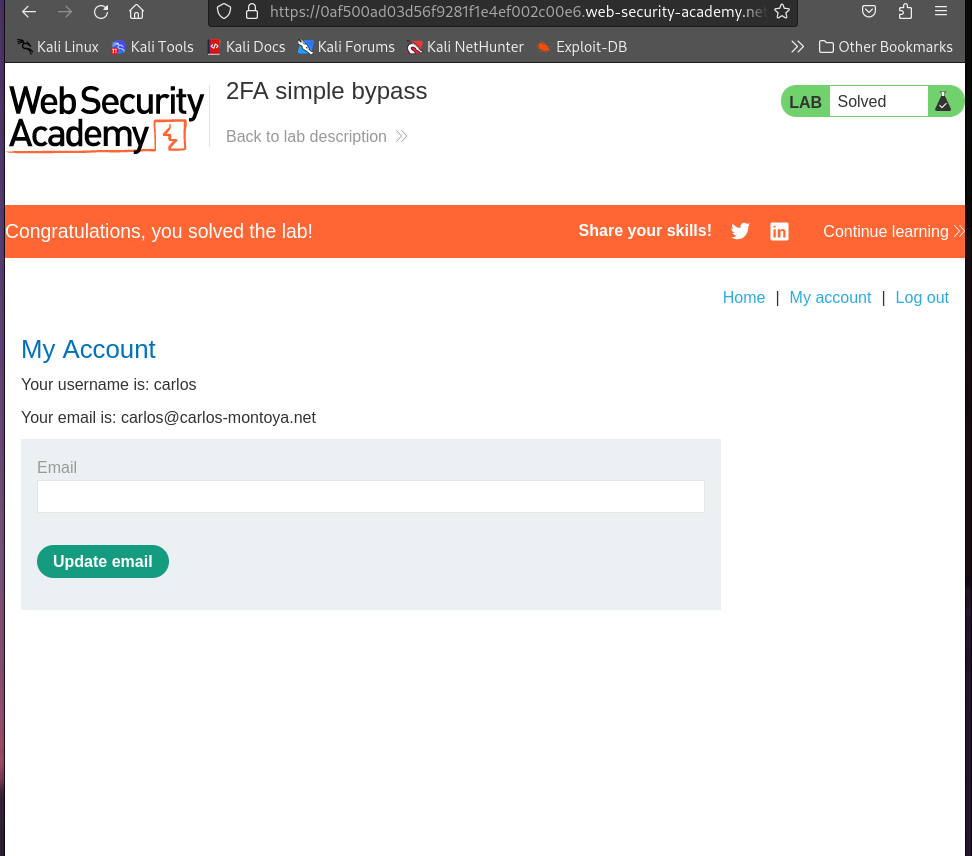 https://0af500ad03d56f9281f1e4ef002c00e6.web-security-academy.net
Kali Linux Kali Tools Kali Docs Kali Forums Kali NetHunter Exploit-DB Other Bookmarks
Web Security
Academy
2FA simple bypass
Back to lab description
LAB Solved
Congratulations, you solved the lab! Share your skills! Continue learning
Home | My account | Log out
My Account
Your username is: carlos
Your email is: carlos@carlos-montoya.net
Email
Update email